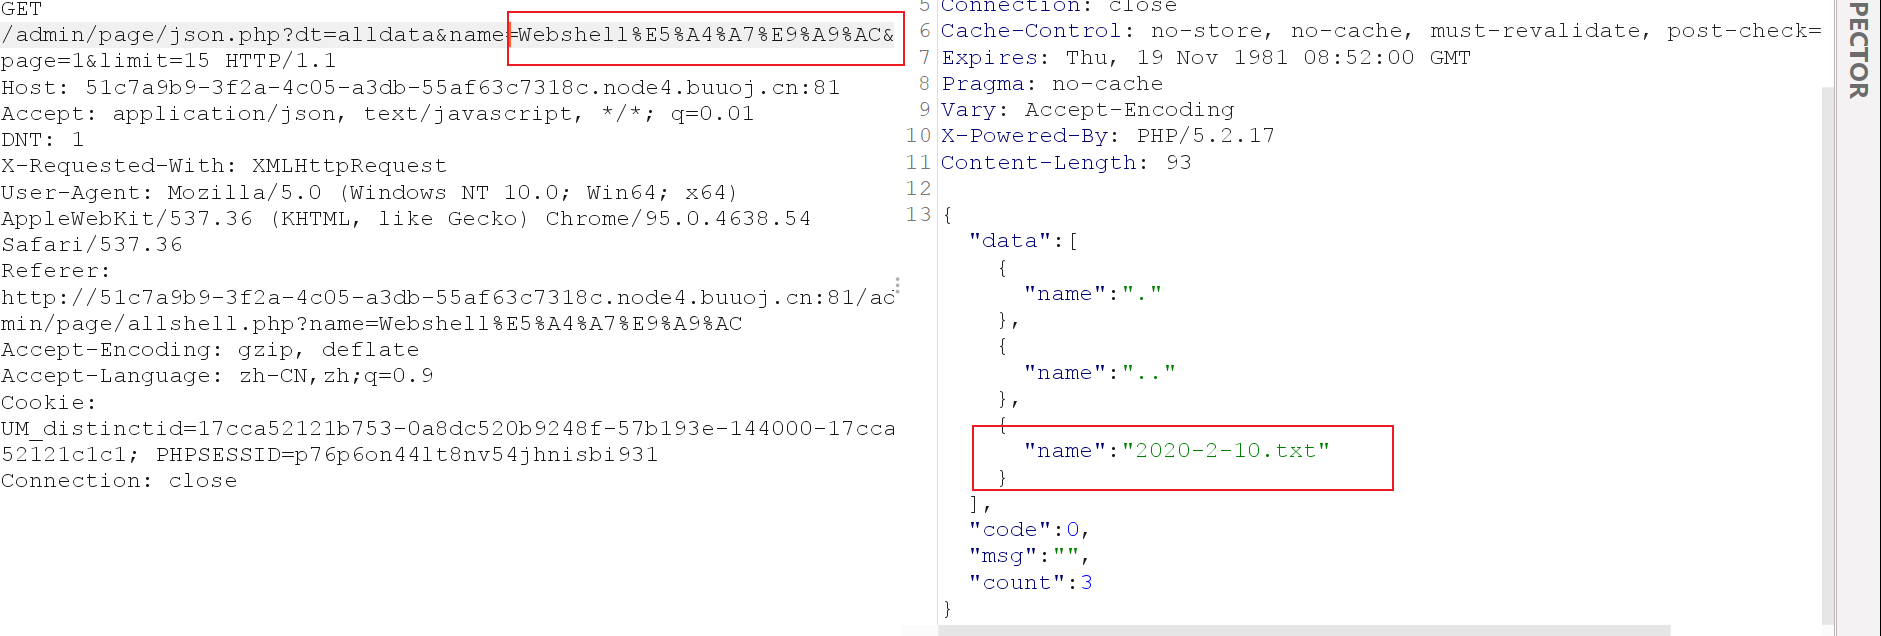 GET
/admin/page/json.php?dt=alldata&name=Webshell%E5%A4%A7%E9%A9%AC&
page=1&limit=15 HTTP/1.1
Host: 51c7a9b9-3f2a-4c05-a3db-55af63c7318c.node4.buuoj.cn:81
Accept: application/json, text/javascript, */*; q=0.01
DNT: 1
X-Requested-With: XMLHttpRequest
User-Agent: Mozilla/5.0 (Windows NT 10.0; Win64; x64)
AppleWebKit/537.36 (KHTML, like Gecko) Chrome/95.0.4638.54
Safari/537.36
Referer:
http://51c7a9b9-3f2a-4c05-a3db-55af63c7318c.node4.buuoj.cn:81/ad
min/page/allshell.php?name=Webshell%E5%A4%A7%E9%A9%AC
Accept-Encoding: gzip, deflate
Accept-Language: zh-CN,zh;q=0.9
Cookie:
UM_distinctid=17cca52121b753-0a8dc520b9248f-57b193e-144000-17cca
52121c1c1; PHPSESSID=p76p6on44lt8nv54jhnisbi931
Connection: close
5 Connection: close
6 Cache-Control: no-store, no-cache, must-revalidate, post-check=
7 Expires: Thu, 19 Nov 1981 08:52:00 GMT
8 Pragma: no-cache
9 Vary: Accept-Encoding
10 X-Powered-By: PHP/5.2.17
11 Content-Length: 93
12
13 {
"data":[
{
"name":"."
},
{
"name":".."
},
{
"name":"2020-2-10.txt"
}
],
"code":0,
"msg":"",
"count":3
}
PECTOR